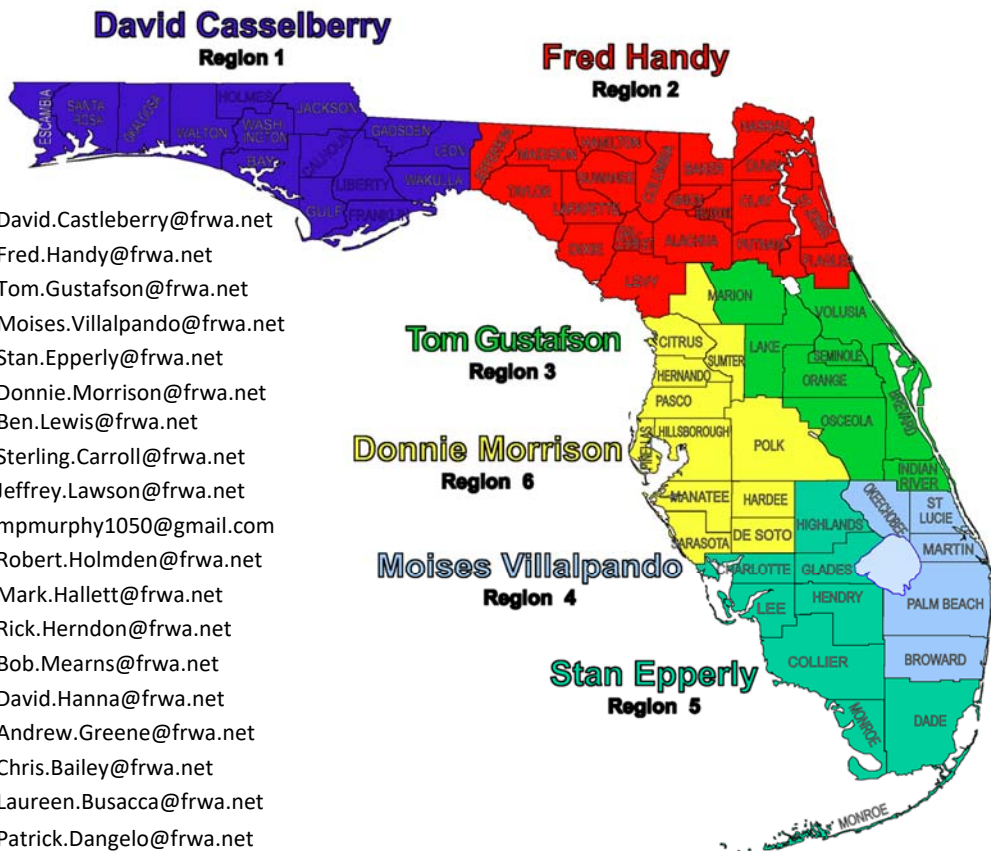 David Casselberry
Region 1
Fred Handy
Region 2
ESCAMBIA
SANTA
ROSA
OKALOOSA
WALTON
HOLMES
WASH
INGTON
JACKSON
BAY
CALHOUN
GULF
LIBERTY
FRANKLIN
GADSDEN
LEON
WAKULLA
JEFFERSON
MADISON
HAMILTON
TAYLOR
SUWANEE
LAFAYETTE
COLUMBIA
BAKER
NASSAU
DUVAL
UNION
CLAY
ST JOHNS
DIXIE
ALACHUA
PUTNAM
FLAGLER
LEVY
David.Castleberry@frwa.net
Fred.Handy@frwa.net
Tom.Gustafson@frwa.net
Moises.Villalpando@frwa.net
Stan.Epperly@frwa.net
Donnie.Morrison@frwa.net
Ben.Lewis@frwa.net
Sterling.Carroll@frwa.net
Jeffrey.Lawson@frwa.net
mpmurphy1050@gmail.com
Robert.Holmden@frwa.net
Mark.Hallett@frwa.net
Rick.Herndon@frwa.net
Bob.Mearns@frwa.net
David.Hanna@frwa.net
Andrew.Greene@frwa.net
Chris.Bailey@frwa.net
Laureen.Busacca@frwa.net
Patrick.Dangelo@frwa.net
Tom Gustafson
Region 3
MARION
VOLUSIA
CITRUS
SUMTER
LAKE
SEMINOLE
HERNANDO
ORANGE
PASCO
BREVARD
OSCEOLA
Donnie Morrison
Region 6
PINELLAS
HILLSBOROUGH
POLK
INDIAN
RIVER
MANATEE
HARDEE
HIGHLANDS
OKEECHOBEE
ST
LUCIE
SARASOTA
DE SOTO
MARTIN
Moises Villalpando
Region 4
CHARLOTTE
GLADES
LEE
HENDRY
PALM BEACH
Stan Epperly
Region 5
COLLIER
BROWARD
MONROE
DADE
MONROE